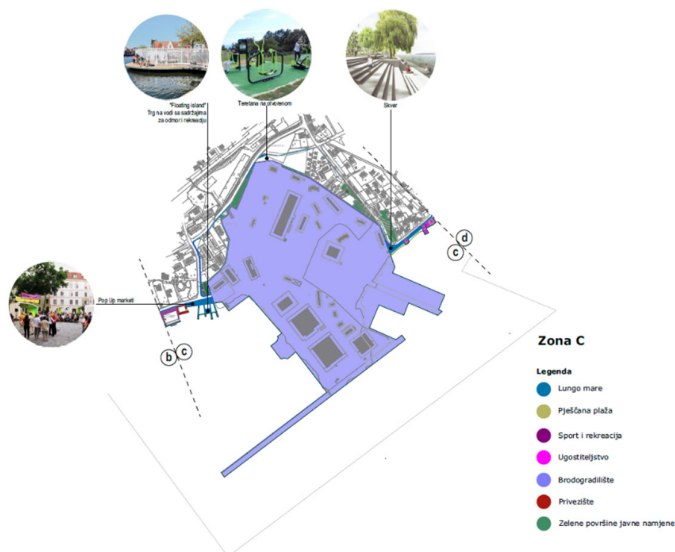 "Floating island"
Trg na vodi sa sadržajima
za odmor i rekreaciju
Teretana na otvorenom
Skver
Pop Up marketi
b
c
d
c
Zona C
Legenda
Lungo mare
Pješčana plaža
Sport i rekreacija
Ugostiteljstvo
Brodogradilište
Privezište
Zelene površine javne namjene